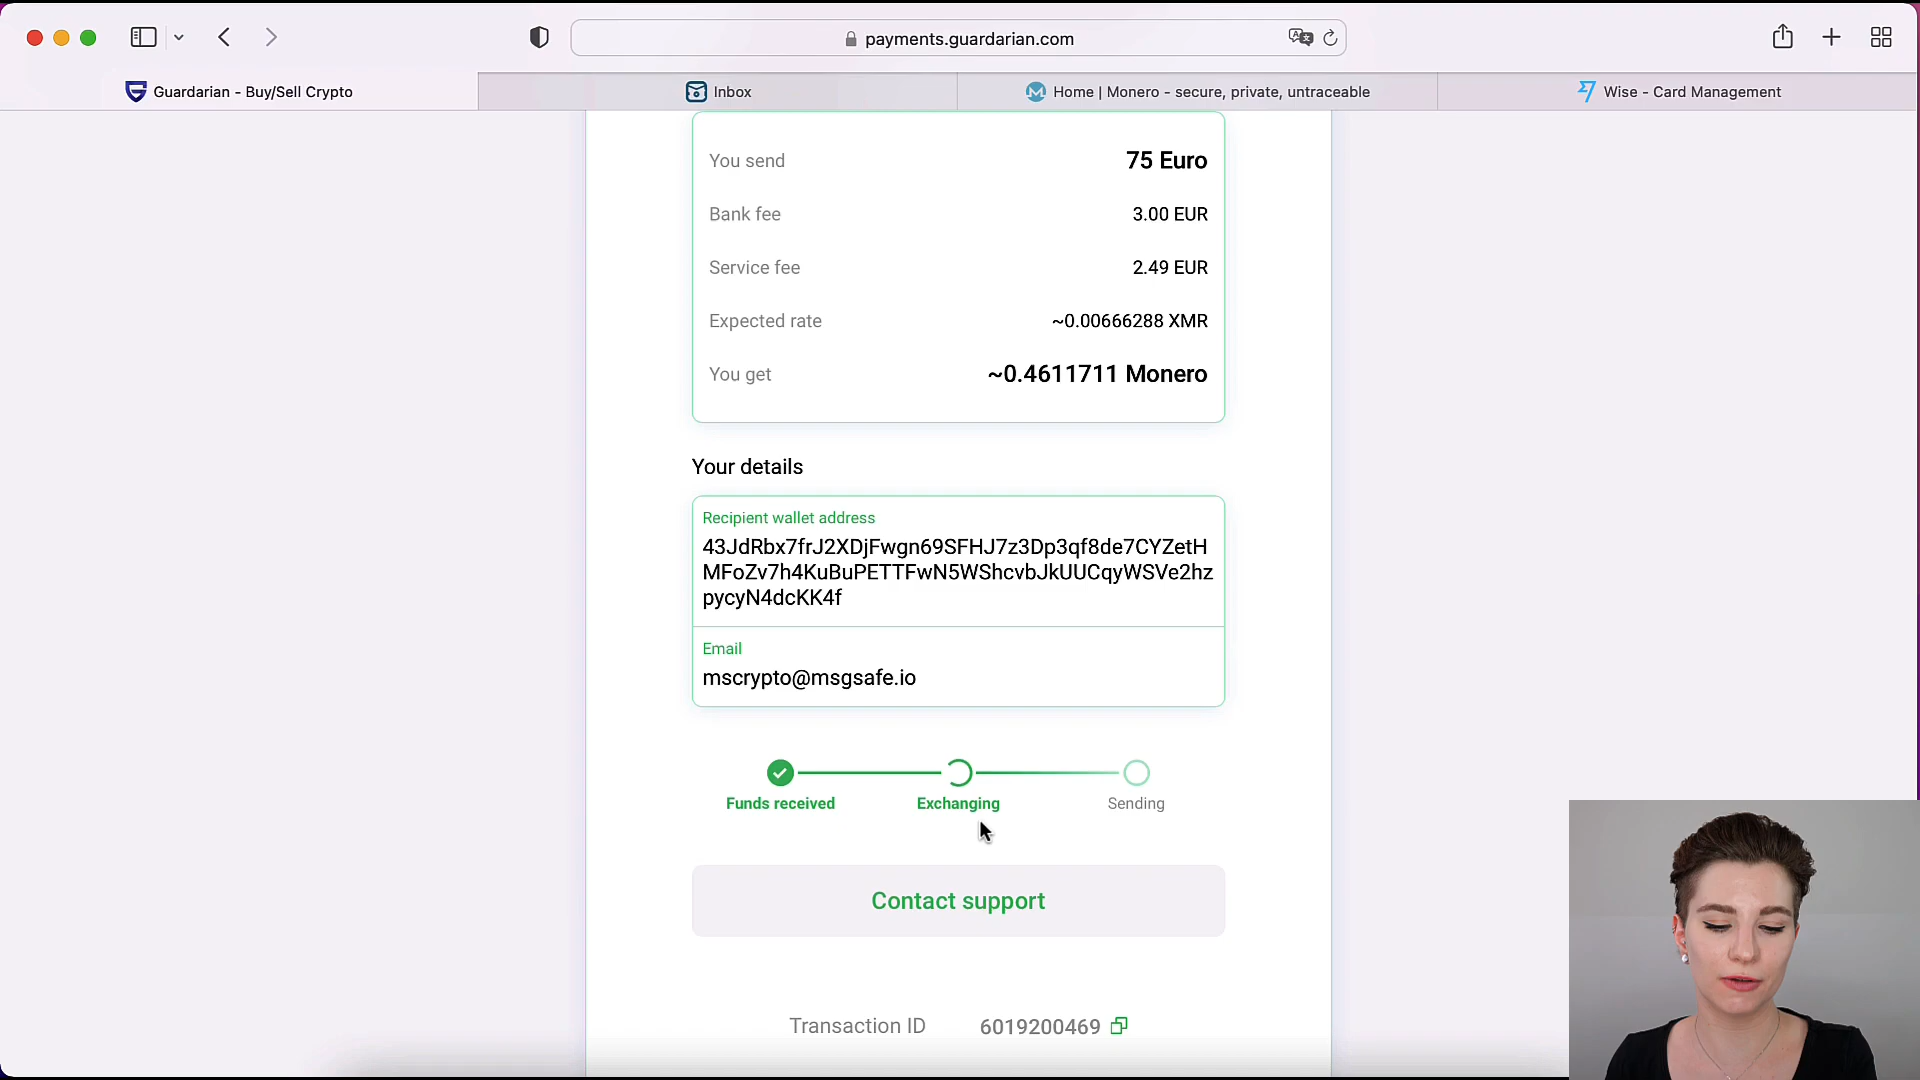 payments.guardarian.com
Guardarian - Buy/Sell Crypto
Inbox
Home | Monero - secure, private, untraceable
Wise - Card Management
You send 75 Euro
Bank fee 3.00 EUR
Service fee 2.49 EUR
Expected rate ~0.00666288 XMR
You get ~0.4611711 Monero
Your details
Recipient wallet address
43JdRbx7frJ2XDjFwgn69SFHJ7z3Dp3qf8de7CYZetH
MFoZv7h4KuBuPETTFwN5WShcvbJkUUCqyWSVe2hz
pycyN4dcKK4f
Email
mscrypto@msgsafe.io
Funds received Exchanging Sending
Contact support
Transaction ID 6019200469